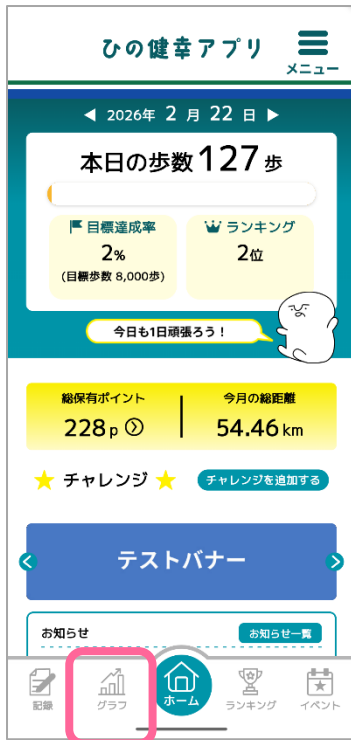 ひの健幸アプリ
メニュー
2026年 2 月 22 日
本日の歩数127歩
目標達成率
2%
(目標歩数 8,000歩)
ランキング
2位
今日も1日頑張ろう！
総保有ポイント
228p
今月の総距離
54.46km
チャレンジ
チャレンジを追加する
テストバナー
お知らせ
お知らせ一覧
記録
グラフ
ホーム
ランキング
イベント